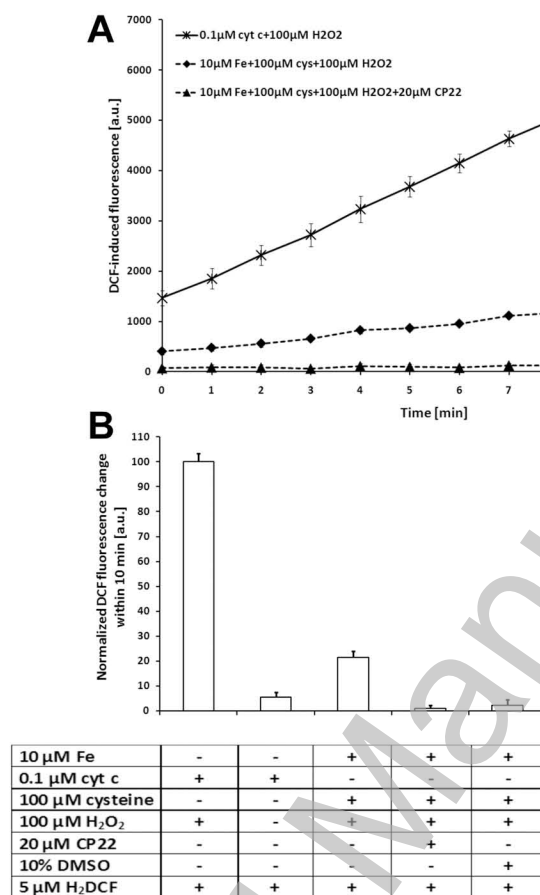 A
7000
6000
5000
4000
3000
2000
1000
0
DCF-induced fluorescence [a.u.]
0.1µM cyt c+100µM H2O2
10µM Fe+100µM cys+100µM H2O2
10µM Fe+100µM cys+100µM H2O2+20µM CP22
0 1 2 3 4 5 6 7
Time [min]
B
110
100
90
80
70
60
50
40
30
20
10
0
Normalized DCF fluorescence change
within 10 min [a.u.]
10 µM Fe - - + + +
0.1 µM cyt c + + - - -
100 µM cysteine - - + + +
100 µM H₂O₂ + - + + +
20 µM CP22 - - - + -
10% DMSO - - - - +
5 µM H₂DCF + + + + +
Manu